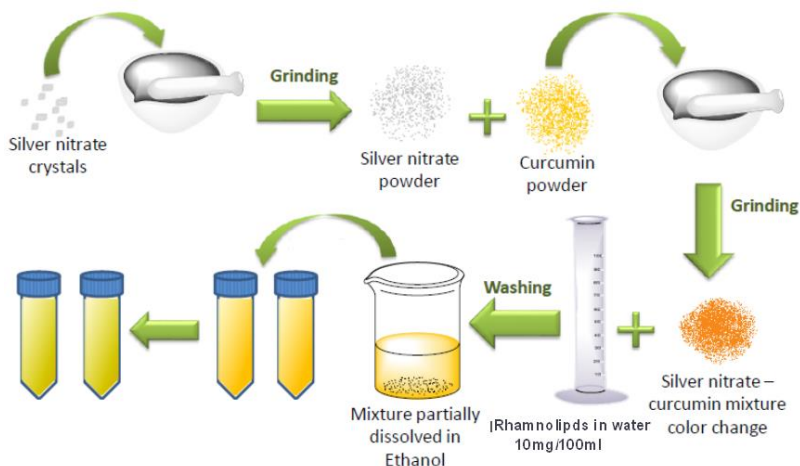 Silver nitrate
crystals
Grinding
Silver nitrate
powder
Curcumin
powder
Grinding
Silver nitrate –
curcumin mixture
color change
|Rhamnolipds in water
10mg/100ml
Washing
Mixture partially
dissolved in
Ethanol